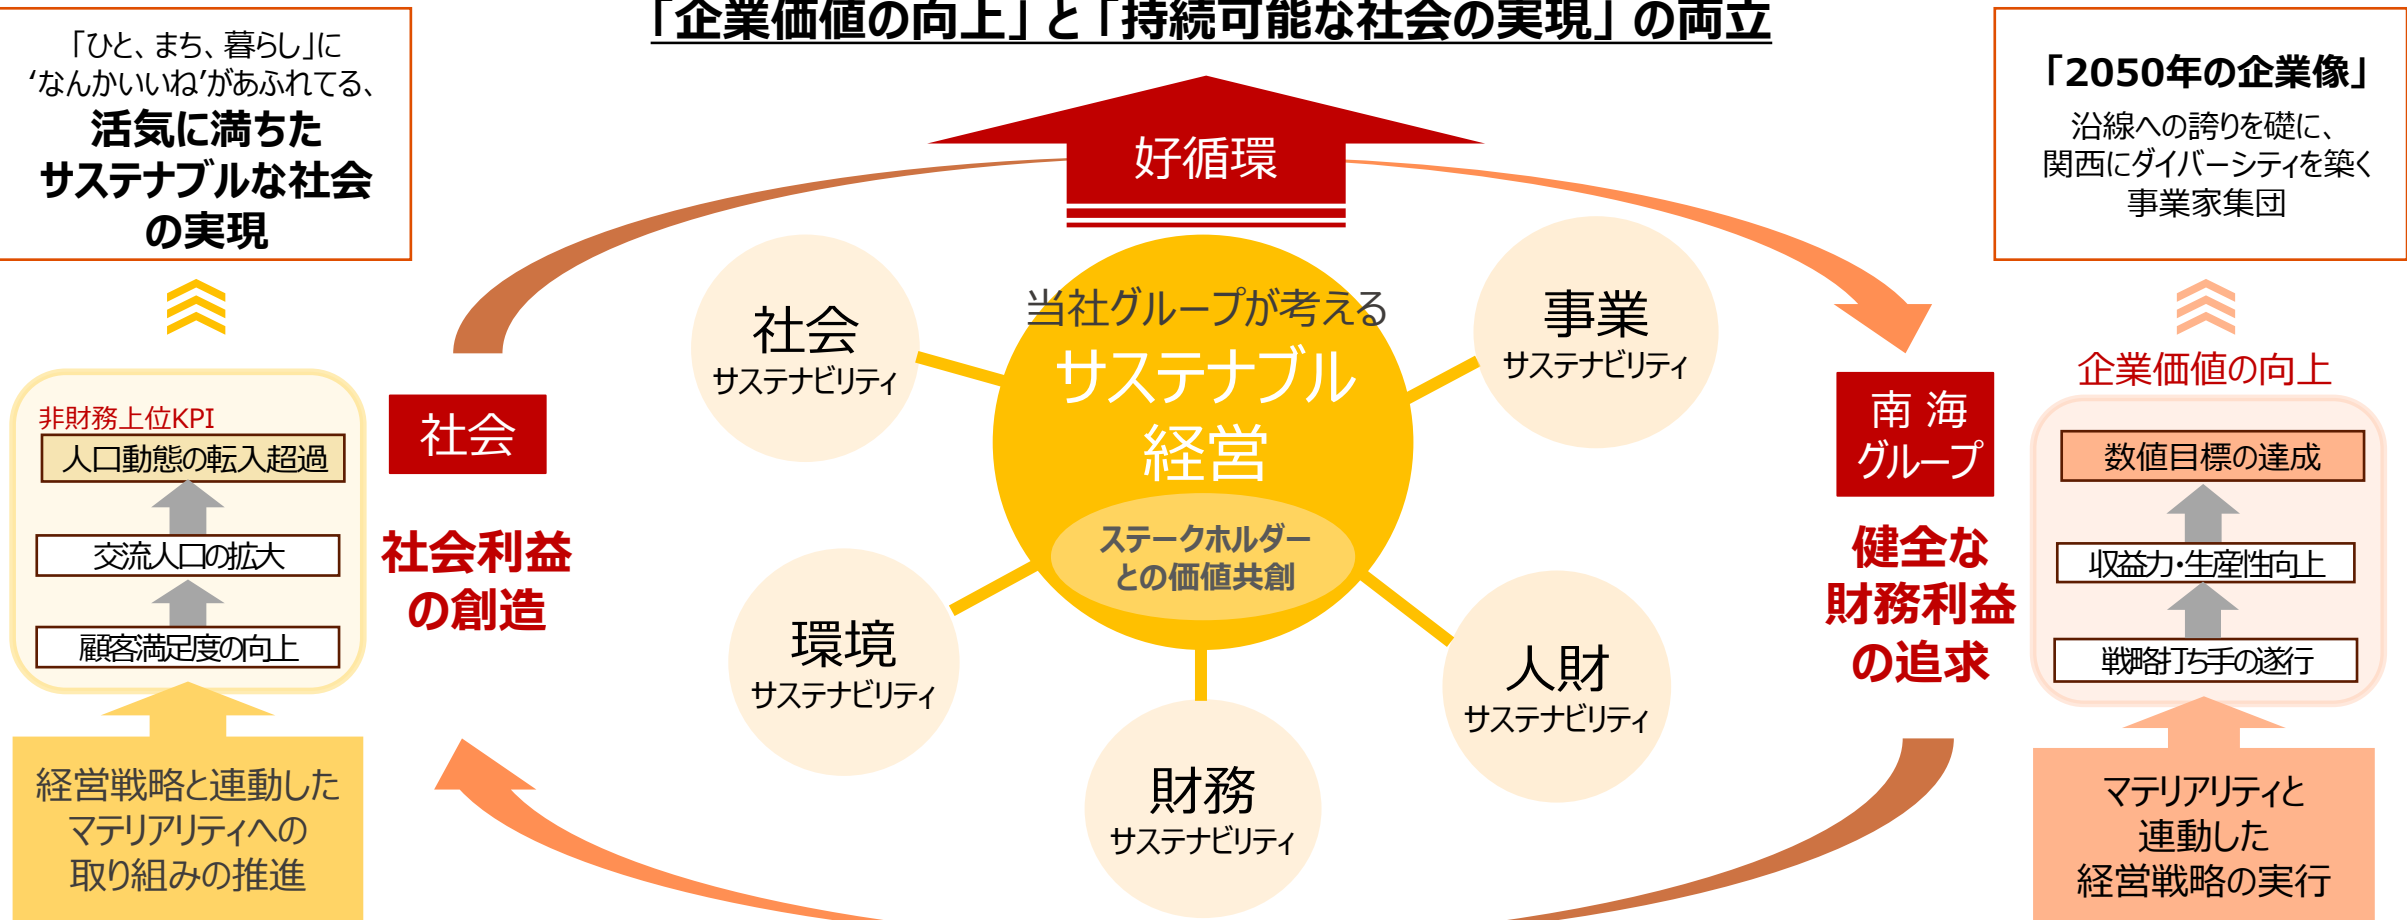 「企業価値の向上」と「持続可能な社会の実現」の両立
「ひと、まち、暮らし」に
‘なんかいいね’があふれてる、
活気に満ちた
サステナブルな社会
の実現
非財務上位KPI
人口動態の転入超過
交流人口の拡大
顧客満足度の向上
経営戦略と連動した
マテリアリティへの
取り組みの推進
社会
社会利益
の創造
好循環
当社グループが考える
サステナブル
経営
ステークホルダー
との価値共創
社会
サステナビリティ
事業
サステナビリティ
環境
サステナビリティ
人財
サステナビリティ
財務
サステナビリティ
南海
グループ
健全な
財務利益
の追求
「2050年の企業像」
沿線への誇りを礎に、
関西にダイバーシティを築く
事業家集団
企業価値の向上
数値目標の達成
収益力・生産性向上
戦略打ち手の遂行
マテリアリティと
連動した
経営戦略の実行